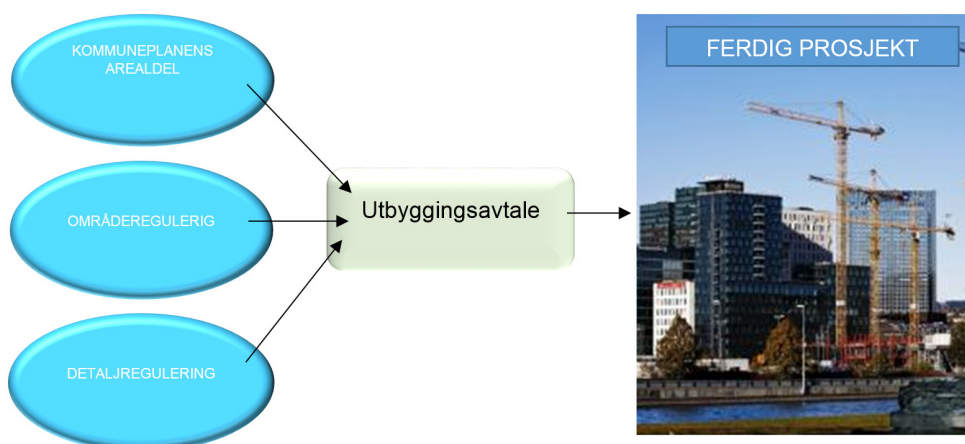 KOMMUNEPLANENS
AREALDEL
OMRÅDEREGULERIG
DETALJREGULERING
Utbyggingsavtale
FERDIG PROSJEKT